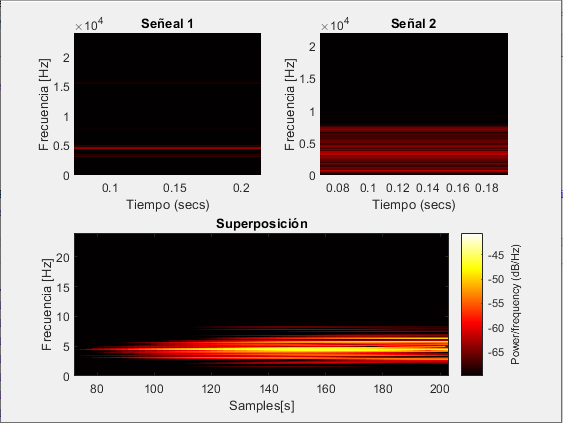 Señeal 1
×10⁴
2
1.5
1
0.5
0
Frecuencia [Hz]
0.1 0.15 0.2
Tiempo (secs)
Señal 2
×10⁴
2
1.5
1
0.5
0
Frecuencia [Hz]
0.08 0.1 0.12 0.14 0.16 0.18
Tiempo (secs)
Superposición
20
15
10
5
0
Frecuencia [Hz]
80 100 120 140 160 180 200
Samples[s]
-45
-50
-55
-60
-65
Power/frequency (dB/Hz)